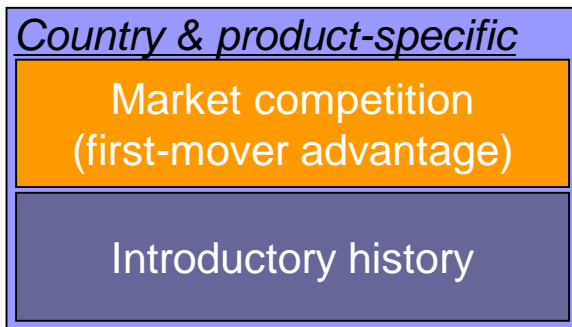 Country & product-specific
Market competition
(first-mover advantage)
Introductory history